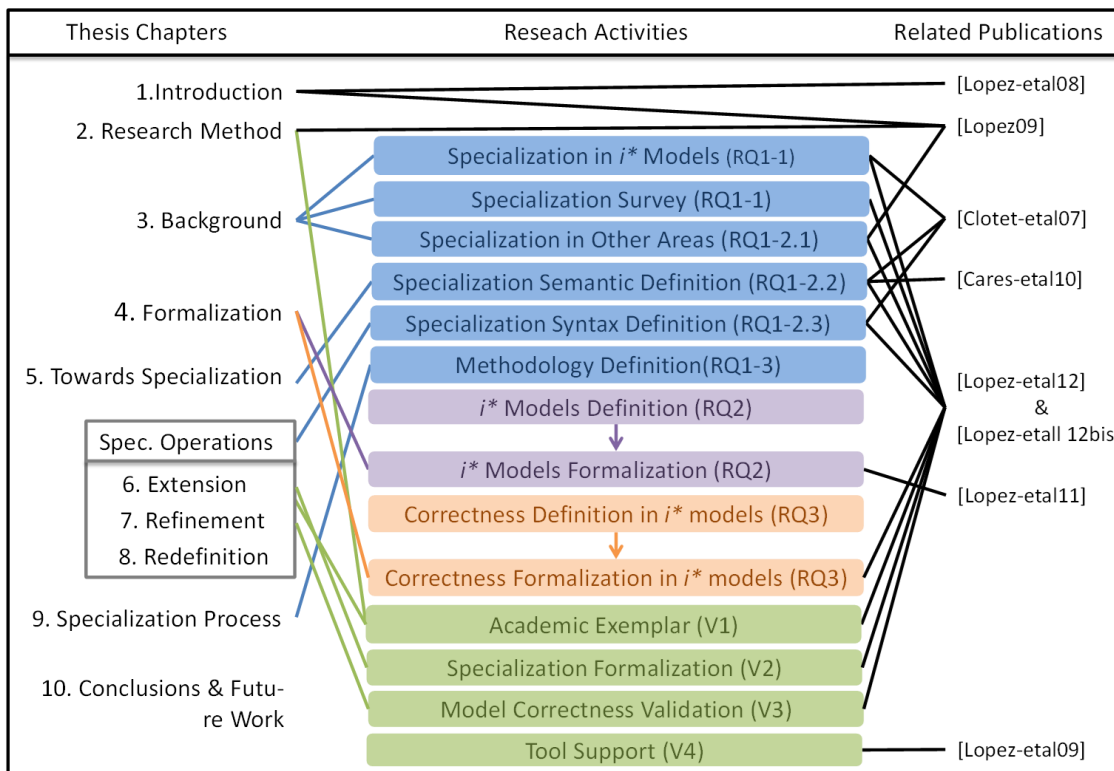 Thesis Chapters
Reseach Activities
Related Publications
1.Introduction
2. Research Method
3. Background
4. Formalization
5. Towards Specialization
Spec. Operations
6. Extension
7. Refinement
8. Redefinition
9. Specialization Process
10. Conclusions & Futu-
re Work
Specialization in i* Models (RQ1-1)
Specialization Survey (RQ1-1)
Specialization in Other Areas (RQ1-2.1)
Specialization Semantic Definition (RQ1-2.2)
Specialization Syntax Definition (RQ1-2.3)
Methodology Definition(RQ1-3)
i* Models Definition (RQ2)
i* Models Formalization (RQ2)
Correctness Definition in i* models (RQ3)
Correctness Formalization in i* models (RQ3)
Academic Exemplar (V1)
Specialization Formalization (V2)
Model Correctness Validation (V3)
Tool Support (V4)
[Lopez-etal08]
[Lopez09]
[Clotet-etal07]
[Cares-etal10]
[Lopez-etal12]
&
[Lopez-etall 12bis
[Lopez-etal11]
[Lopez-etal09]